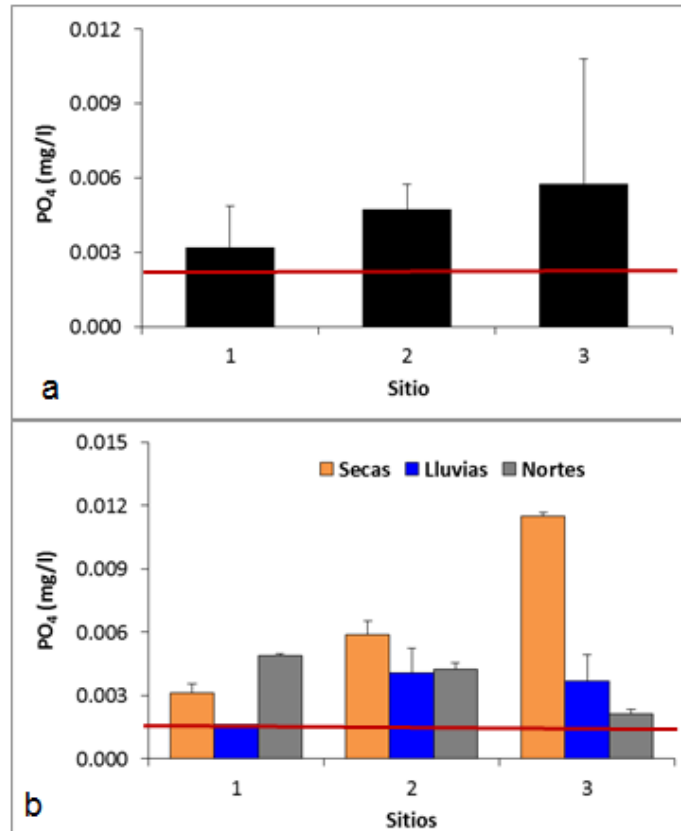 0.012
0.009
0.006
0.003
0.000
PO₄ (mg/l)
1 2 3
Sitio
a
0.015
0.012
0.009
0.006
0.003
0.000
PO₄ (mg/l)
Secas Lluvias Nortes
1 2 3
Sitios
b